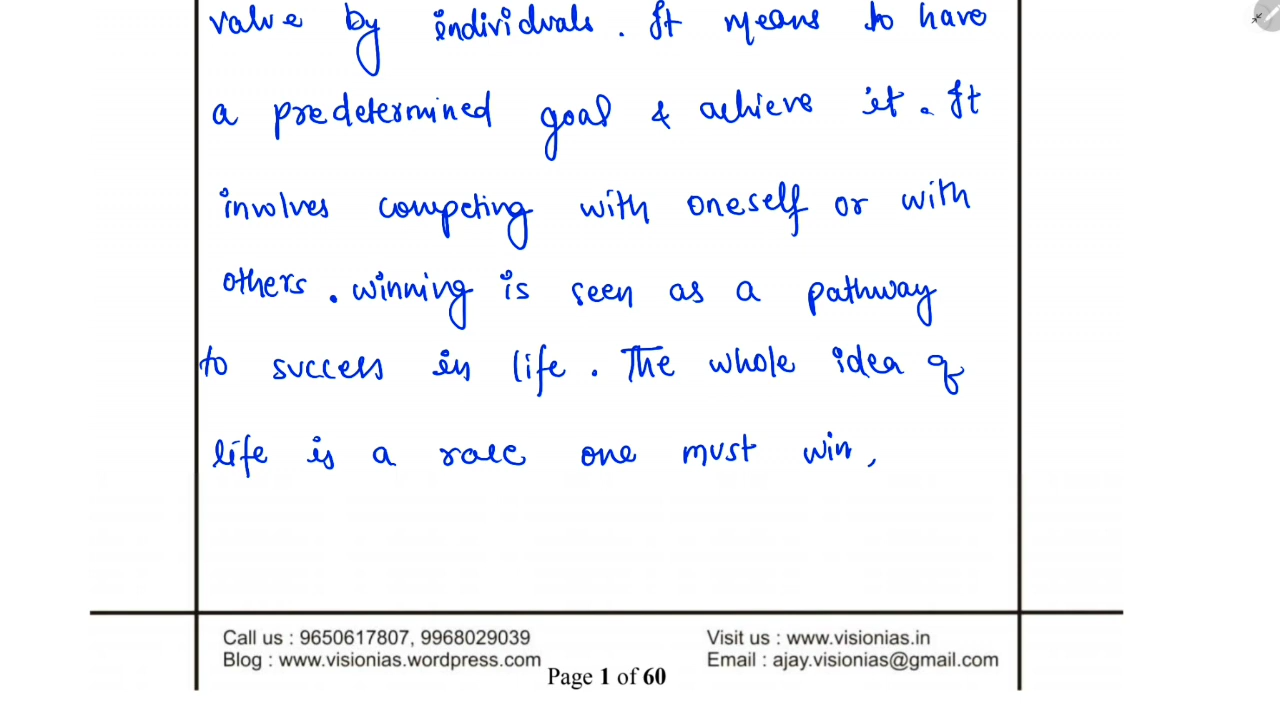 value by individuals. It means to have
a predetermined goal & achieve it. It
involves competing with oneself or with
others. winning is seen as a pathway
to success in life. The whole idea of
life is a race one must win,
Call us : 9650617807, 9968029039
Visit us : www.visionias.in
Blog : www.visionias.wordpress.com
Email : ajay.visionias@gmail.com
Page 1 of 60